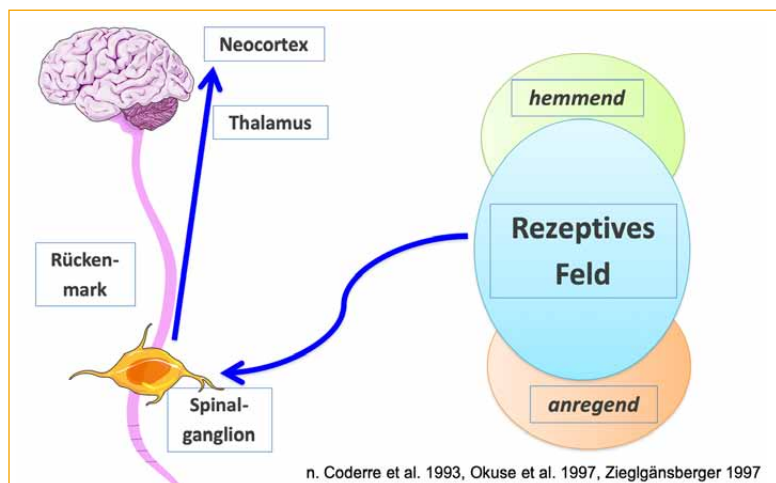 Neocortex
Thalamus
Rücken-
mark
Spinal-
ganglion
hemmend
Rezeptives
Feld
anregend
n. Coderre et al. 1993, Okuse et al. 1997, Zieglgänsberger 1997